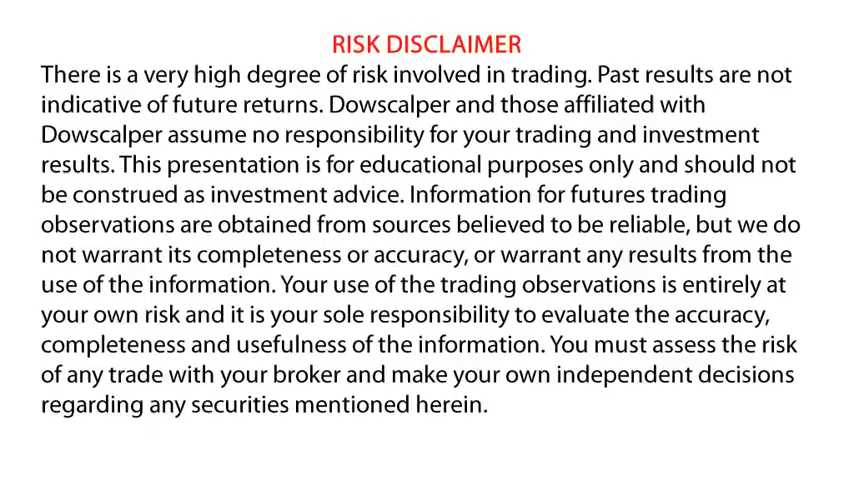 RISK DISCLAIMER
There is a very high degree of risk involved in trading. Past results are not
indicative of future returns. Dowscalper and those affiliated with
Dowscalper assume no responsibility for your trading and investment
results. This presentation is for educational purposes only and should not
be construed as investment advice. Information for futures trading
observations are obtained from sources believed to be reliable, but we do
not warrant its completeness or accuracy, or warrant any results from the
use of the information. Your use of the trading observations is entirely at
your own risk and it is your sole responsibility to evaluate the accuracy,
completeness and usefulness of the information. You must assess the risk
of any trade with your broker and make your own independent decisions
regarding any securities mentioned herein.